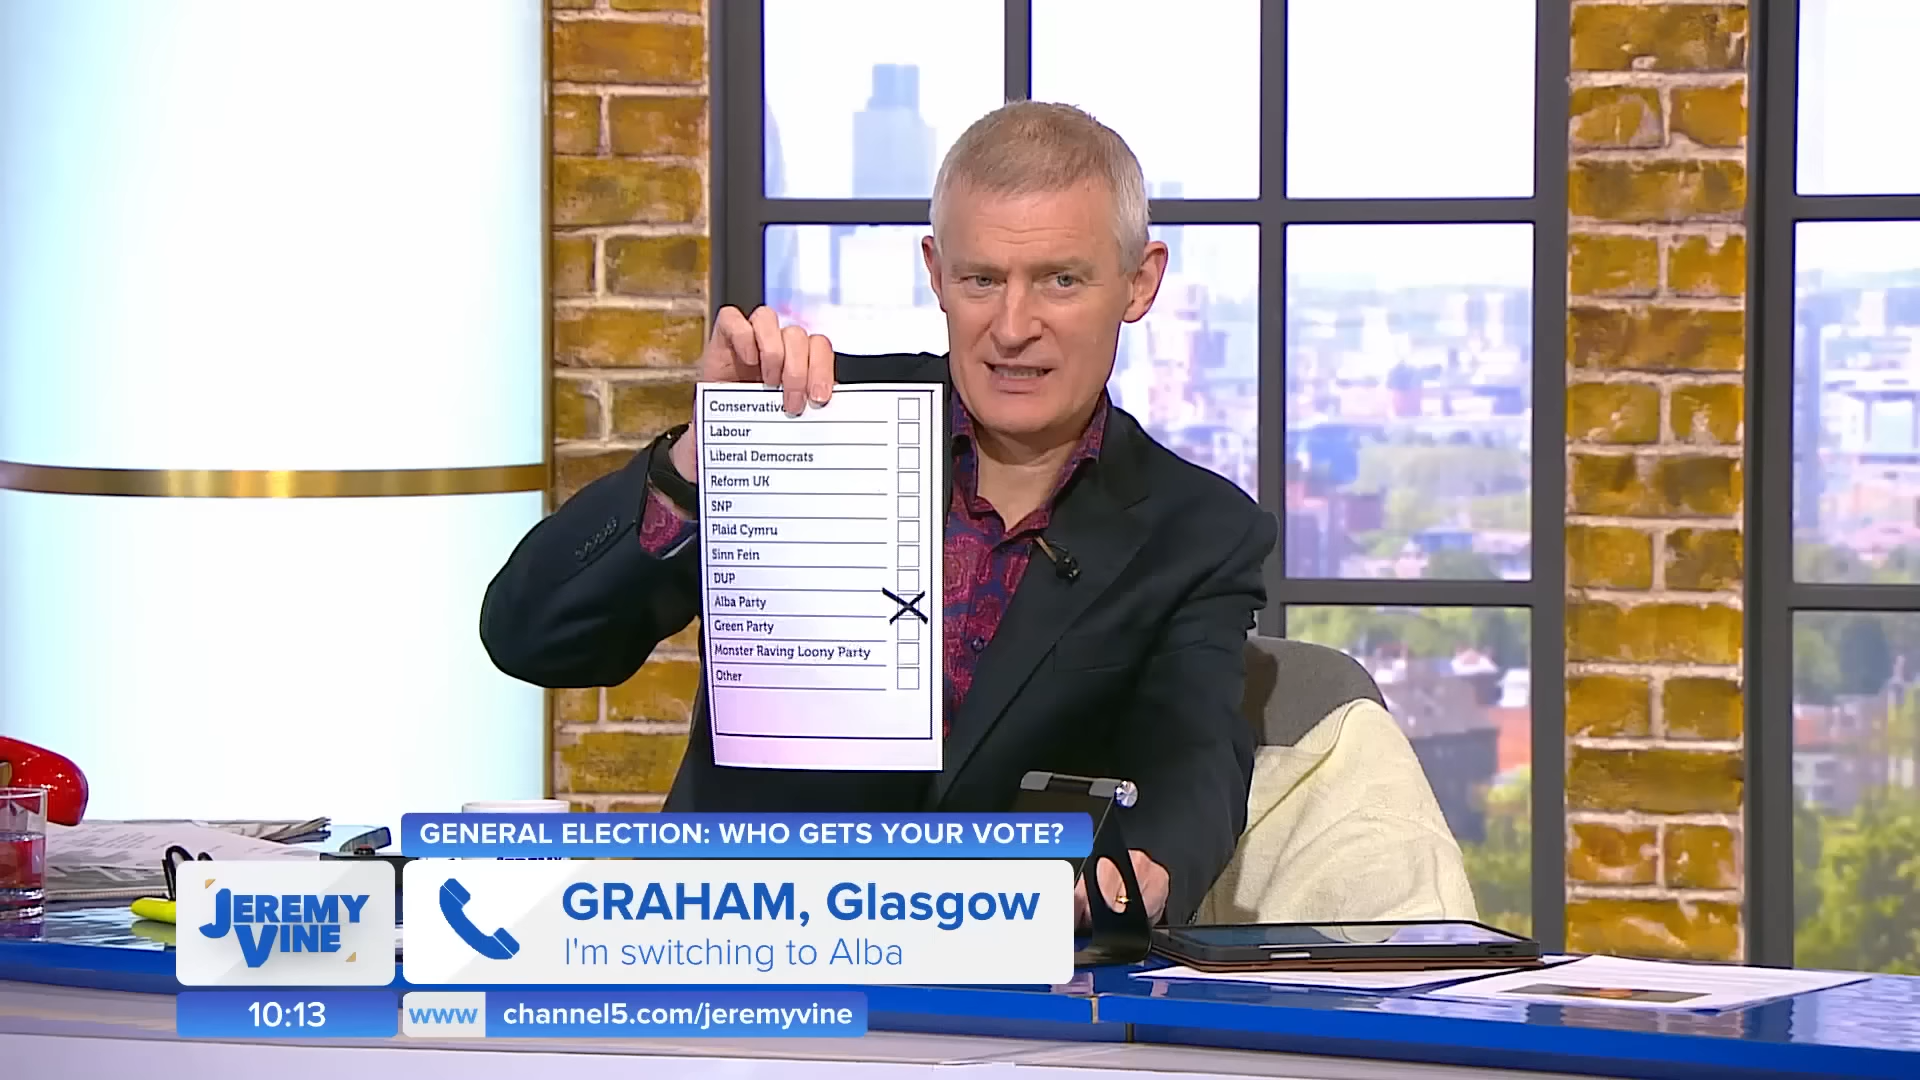 Conservative
Labour
Liberal Democrats
Reform UK
SNP
Plaid Cymru
Sinn Fein
DUP
Alba Party
Green Party
Monster Raving Loony Party
Other
GENERAL ELECTION: WHO GETS YOUR VOTE?
JEREMY
VINE
GRAHAM, Glasgow
I'm switching to Alba
10:13
www channel5.com/jeremyvine